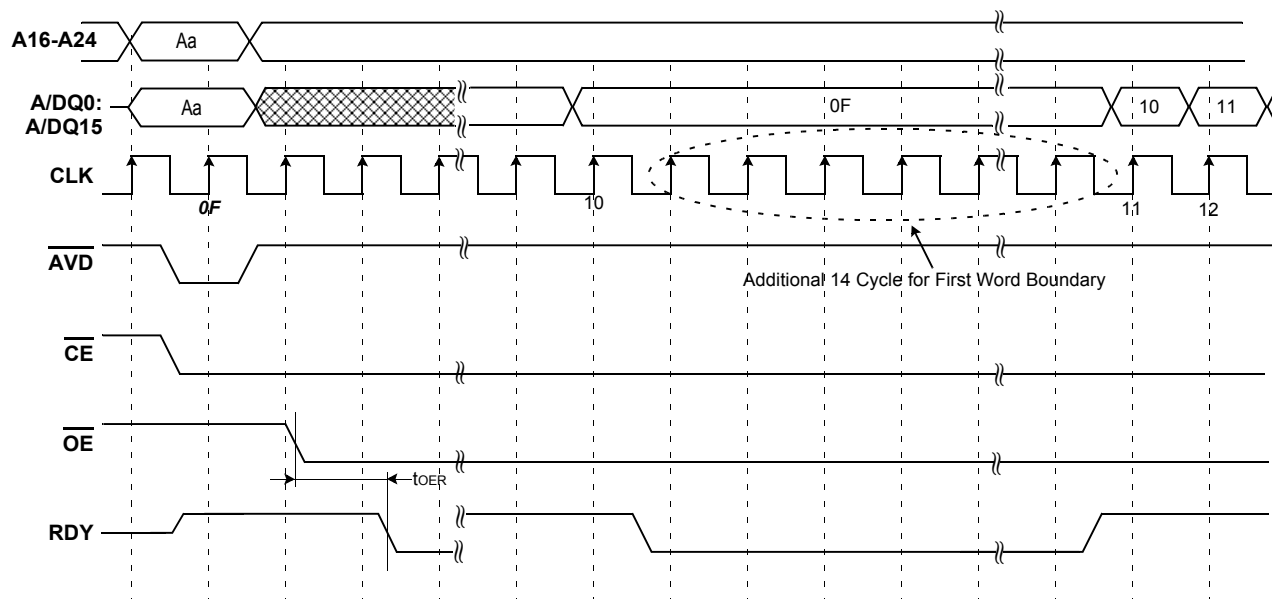 A16-A24
Aa
A/DQ0:
A/DQ15
Aa
0F
10
11
CLK
0F
10
11
12
AVD
Additional 14 Cycle for First Word Boundary
CE
OE
tOER
RDY